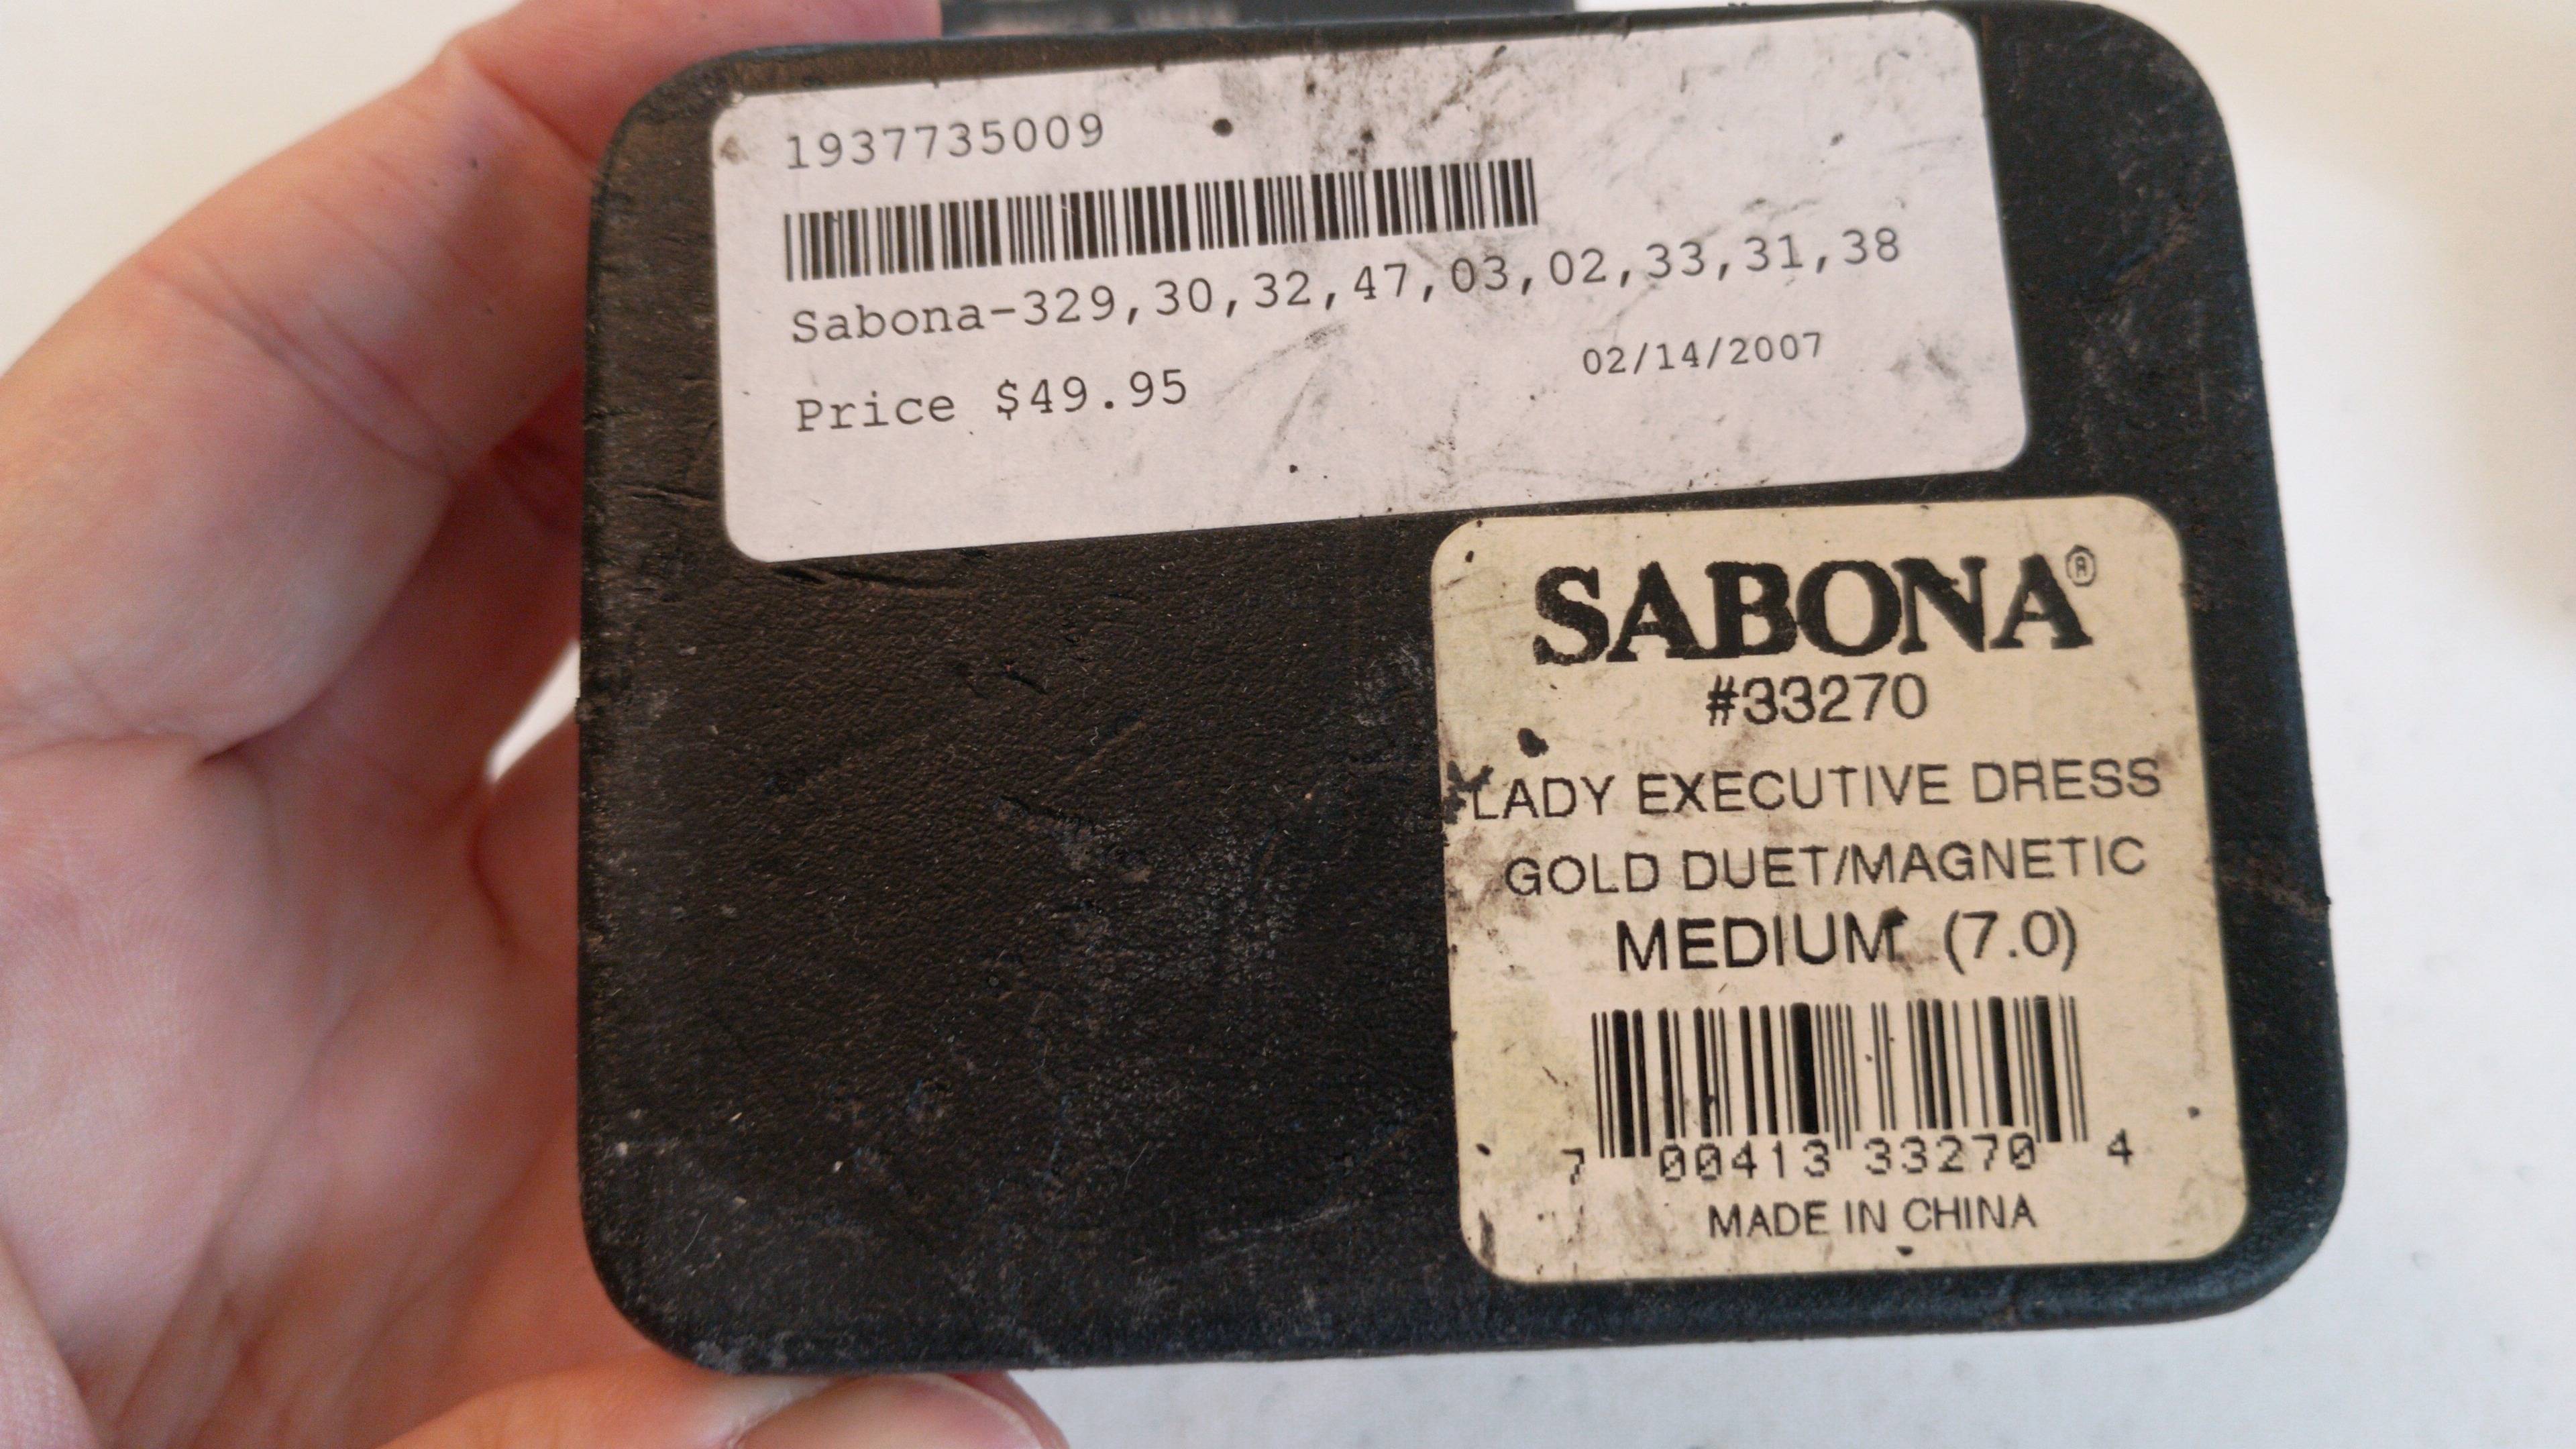 1937735009
Sabona-329,30,32,47,03,02,33,31,38
02/14/2007
Price $49.95
SABONA®
#33270
LADY EXECUTIVE DRESS
GOLD DUET/MAGNETIC
MEDIUM (7.0)
7 00413 33270 4
MADE IN CHINA